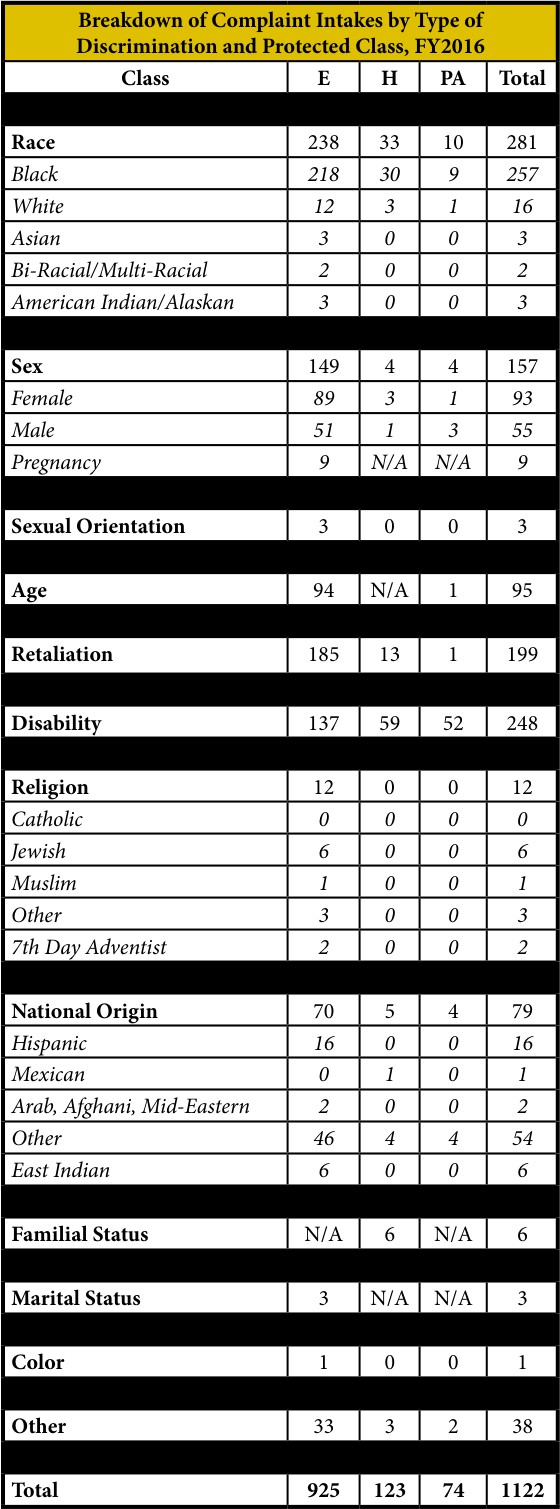 Breakdown of Complaint Intakes by Type of
Discrimination and Protected Class, FY2016
Class E H PA Total
Race 238 33 10 281
Black 218 30 9 257
White 12 3 1 16
Asian 3 0 0 3
Bi-Racial/Multi-Racial 2 0 0 2
American Indian/Alaskan 3 0 0 3
Sex 149 4 4 157
Female 89 3 1 93
Male 51 1 3 55
Pregnancy 9 N/A N/A 9
Sexual Orientation 3 0 0 3
Age 94 N/A 1 95
Retaliation 185 13 1 199
Disability 137 59 52 248
Religion 12 0 0 12
Catholic 0 0 0 0
Jewish 6 0 0 6
Muslim 1 0 0 1
Other 3 0 0 3
7th Day Adventist 2 0 0 2
National Origin 70 5 4 79
Hispanic 16 0 0 16
Mexican 0 1 0 1
Arab, Afghani, Mid-Eastern 2 0 0 2
Other 46 4 4 54
East Indian 6 0 0 6
Familial Status N/A 6 N/A 6
Marital Status 3 N/A N/A 3
Color 1 0 0 1
Other 33 3 2 38
Total 925 123 74 1122